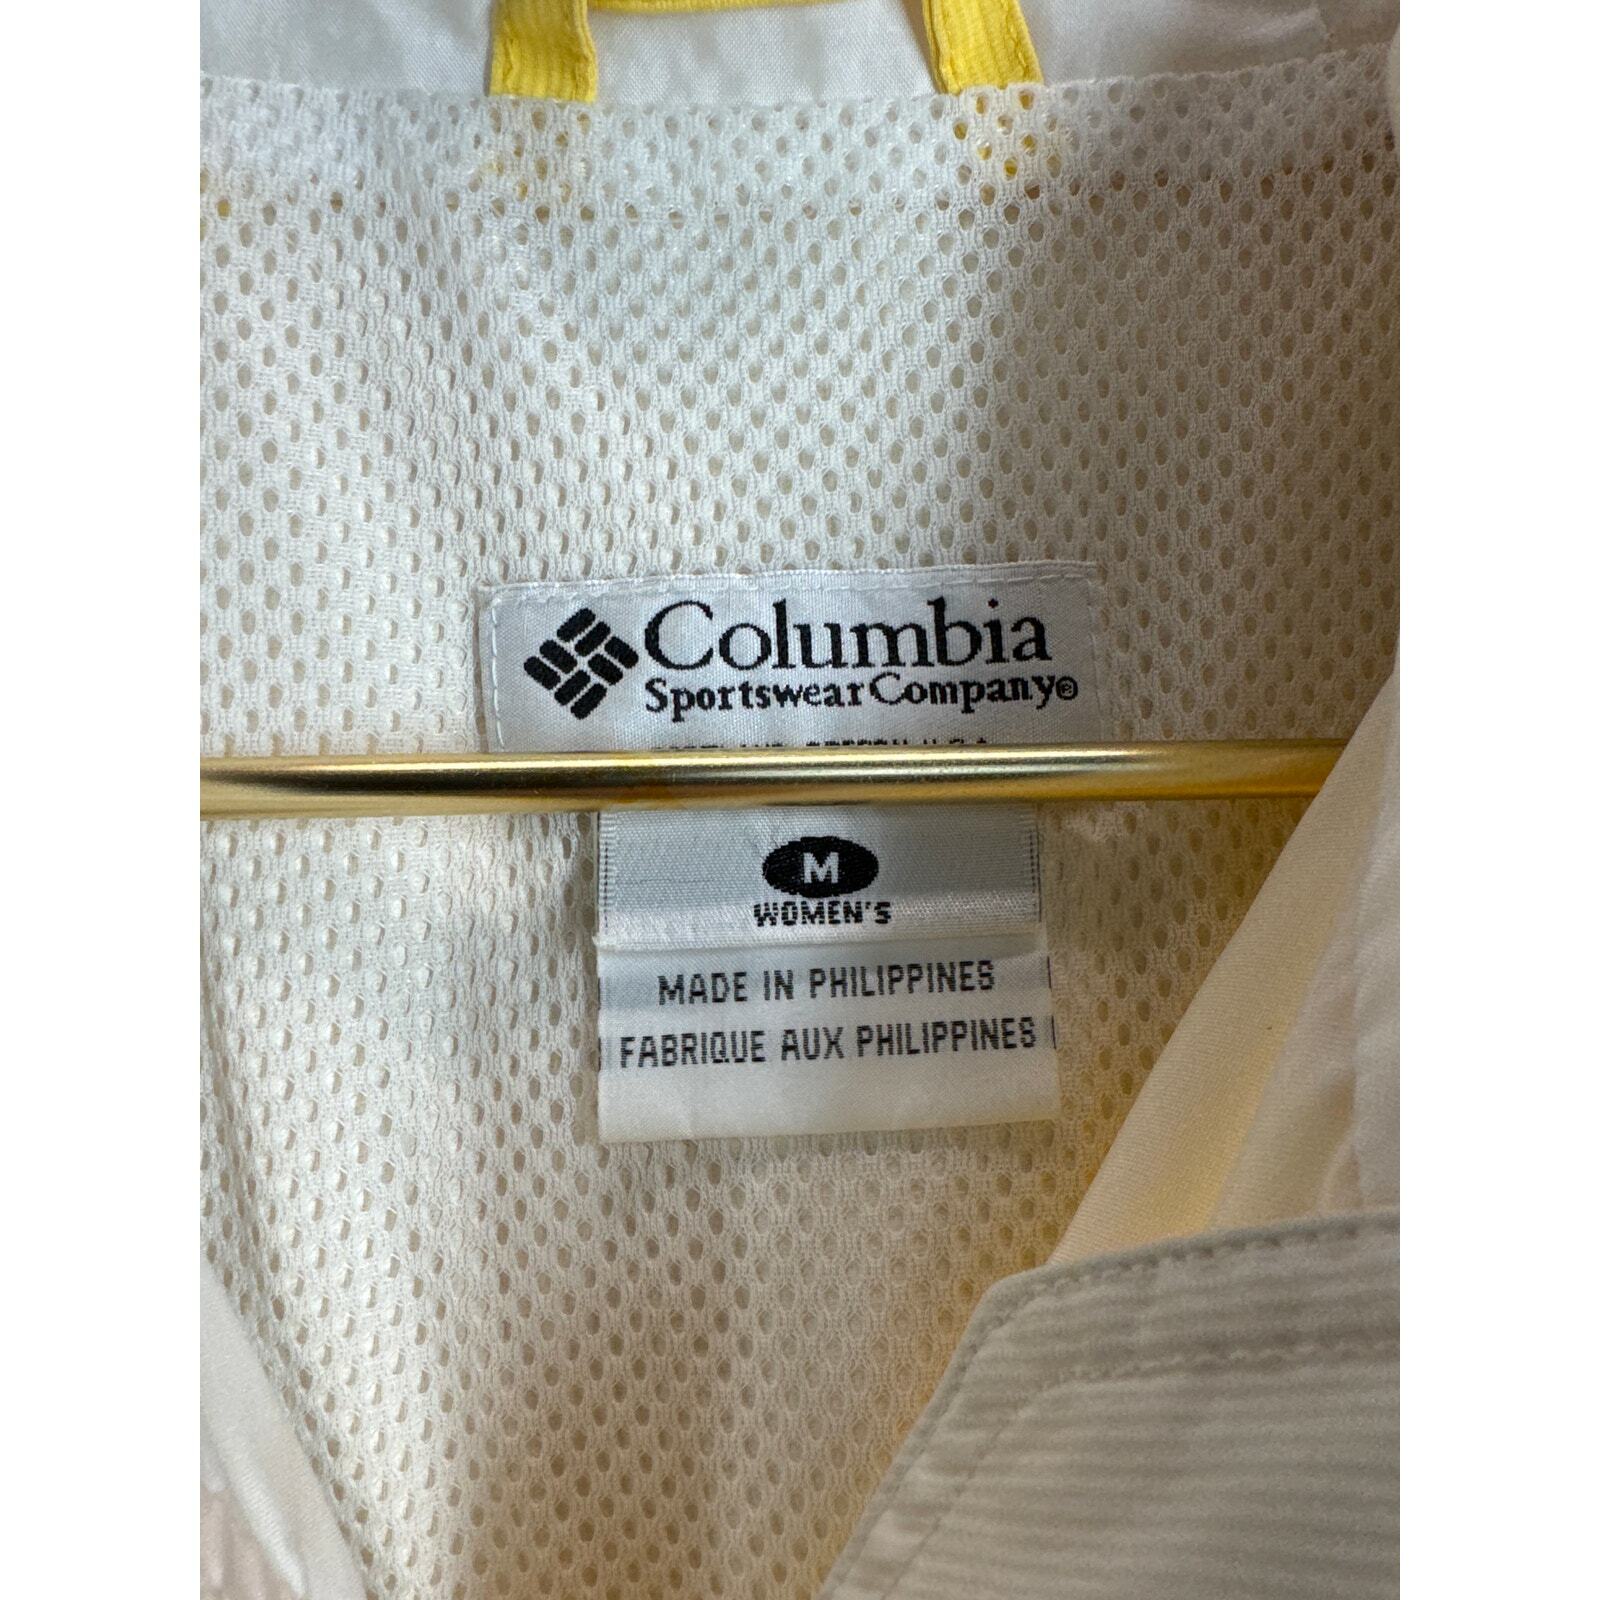 Columbia
Sportswear Company®
M
WOMEN'S
MADE IN PHILIPPINES
FABRIQUE AUX PHILIPPINES